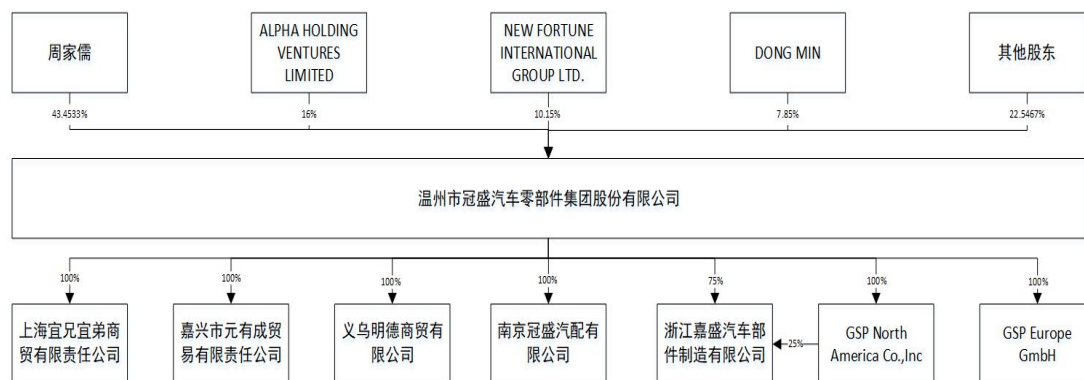 周家儒
ALPHA HOLDING
VENTURES
LIMITED
NEW FORTUNE
INTERNATIONAL
GROUP LTD.
DONG MIN
其他股东
43.4533%
16%
10.15%
7.85%
22.5467%
温州市冠盛汽车零部件集团股份有限公司
100%
100%
100%
100%
75%
100%
100%
上海宜兄宜弟商
贸有限责任公司
嘉兴市元有成贸
易有限责任公司
义乌明德商贸有
限公司
南京冠盛汽配有
限公司
浙江嘉盛汽车部
件制造有限公司
25%
GSP North
America Co.,Inc
GSP Europe
GmbH